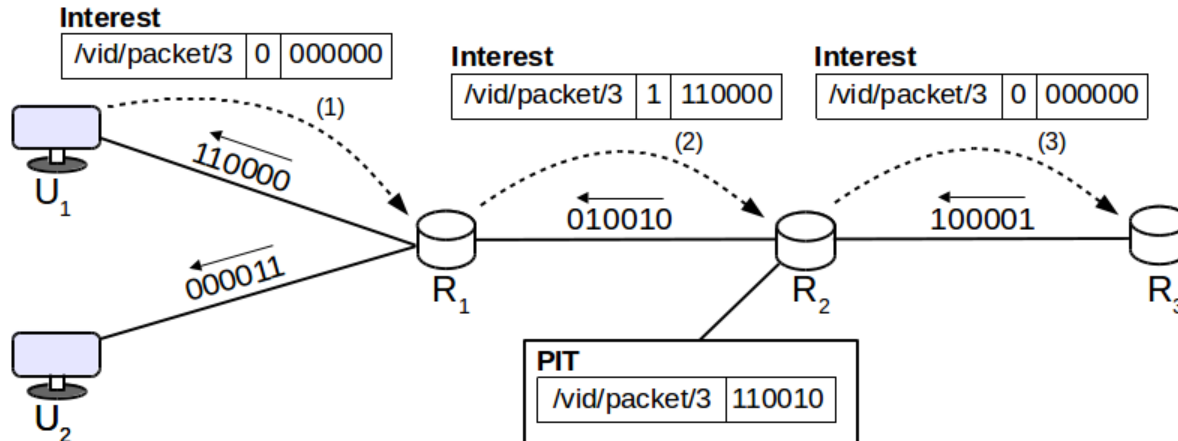 Interest
/vid/packet/3 0 000000
Interest
/vid/packet/3 1 110000
Interest
/vid/packet/3 0 000000
(1)
(2)
(3)
110000
U1
010010
100001
000011
R1
R2
R3
PIT
/vid/packet/3 110010
U2